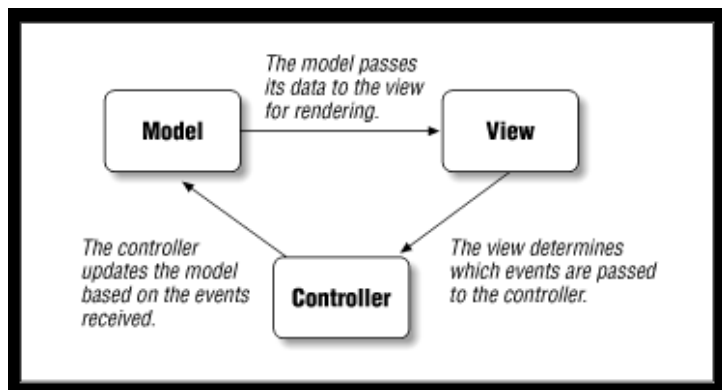 The model passes
its data to the view
for rendering.
Model
View
The controller
updates the model
based on the events
received.
Controller
The view determines
which events are passed
to the controller.